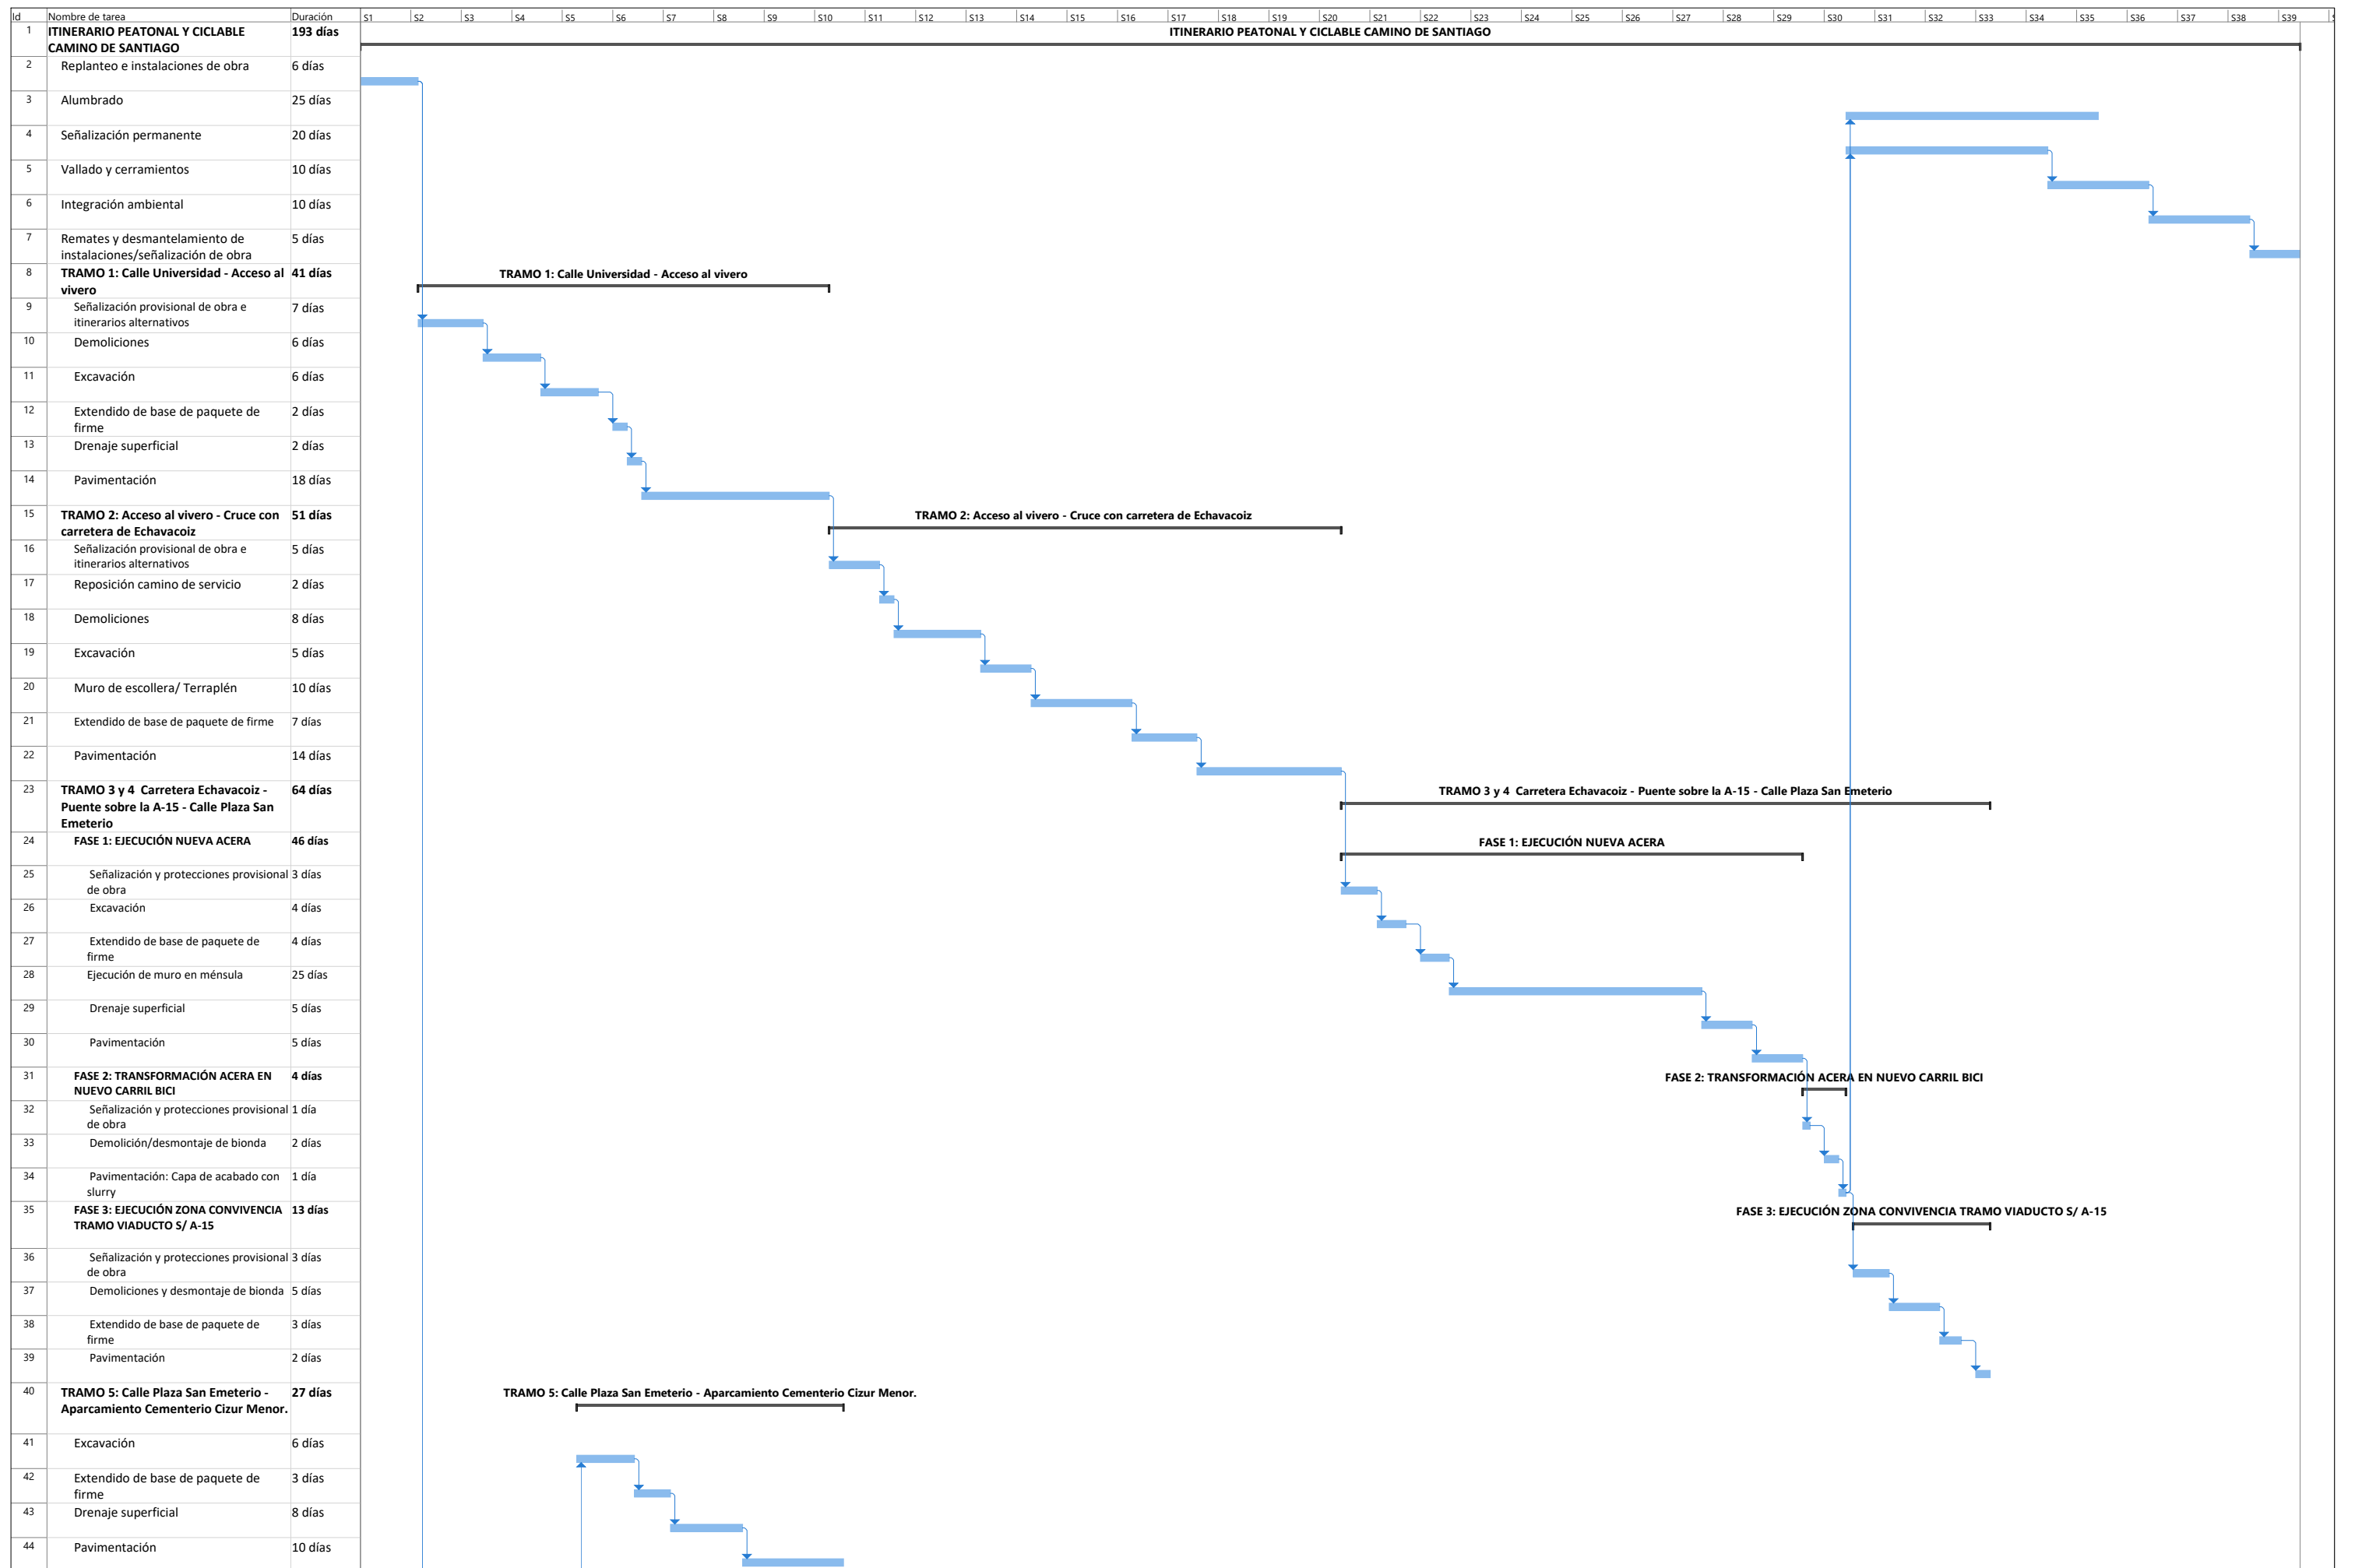 Id Nombre de tarea Duración S1 S2 S3 S4 S5 S6 S7 S8 S9 S10 S11 S12 S13 S14 S15 S16 S17 S18 S19 S20 S21 S22 S23 S24 S25 S26 S27 S28 S29 S30 S31 S32 S33 S34 S35 S36 S37 S38 S39
1 ITINERARIO PEATONAL Y CICLABLE 193 días ITINERARIO PEATONAL Y CICLABLE CAMINO DE SANTIAGO
CAMINO DE SANTIAGO
2 Replanteo e instalaciones de obra 6 días
3 Alumbrado 25 días
4 Señalización permanente 20 días
5 Vallado y cerramientos 10 días
6 Integración ambiental 10 días
7 Remates y desmantelamiento de 5 días
instalaciones/señalización de obra
8 TRAMO 1: Calle Universidad - Acceso al 41 días TRAMO 1: Calle Universidad - Acceso al vivero
vivero
9 Señalización provisional de obra e 7 días
itinerarios alternativos
10 Demoliciones 6 días
11 Excavación 6 días
12 Extendido de base de paquete de 2 días
firme
13 Drenaje superficial 2 días
14 Pavimentación 18 días
15 TRAMO 2: Acceso al vivero - Cruce con 51 días TRAMO 2: Acceso al vivero - Cruce con carretera de Echavacoiz
carretera de Echavacoiz
16 Señalización provisional de obra e 5 días
itinerarios alternativos
17 Reposición camino de servicio 2 días
18 Demoliciones 8 días
19 Excavación 5 días
20 Muro de escollera/ Terraplén 10 días
21 Extendido de base de paquete de firme 7 días
22 Pavimentación 14 días
23 TRAMO 3 y 4 Carretera Echavacoiz - 64 días TRAMO 3 y 4 Carretera Echavacoiz - Puente sobre la A-15 - Calle Plaza San Emeterio
Puente sobre la A-15 - Calle Plaza San
Emeterio
24 FASE 1: EJECUCIÓN NUEVA ACERA 46 días FASE 1: EJECUCIÓN NUEVA ACERA
25 Señalización y protecciones provisional 3 días
de obra
26 Excavación 4 días
27 Extendido de base de paquete de 4 días
firme
28 Ejecución de muro en ménsula 25 días
29 Drenaje superficial 5 días
30 Pavimentación 5 días
31 FASE 2: TRANSFORMACIÓN ACERA EN 4 días FASE 2: TRANSFORMACIÓN ACERA EN NUEVO CARRIL BICI
NUEVO CARRIL BICI
32 Señalización y protecciones provisional 1 día
de obra
33 Demolición/desmontaje de bionda 2 días
34 Pavimentación: Capa de acabado con 1 día
slurry
35 FASE 3: EJECUCIÓN ZONA CONVIVENCIA 13 días FASE 3: EJECUCIÓN ZONA CONVIVENCIA TRAMO VIADUCTO S/ A-15
TRAMO VIADUCTO S/ A-15
36 Señalización y protecciones provisional 3 días
de obra
37 Demoliciones y desmontaje de bionda 5 días
38 Extendido de base de paquete de 3 días
firme
39 Pavimentación 2 días
40 TRAMO 5: Calle Plaza San Emeterio - 27 días TRAMO 5: Calle Plaza San Emeterio - Aparcamiento Cementerio Cizur Menor.
Aparcamiento Cementerio Cizur Menor.
41 Excavación 6 días
42 Extendido de base de paquete de 3 días
firme
43 Drenaje superficial 8 días
44 Pavimentación 10 días